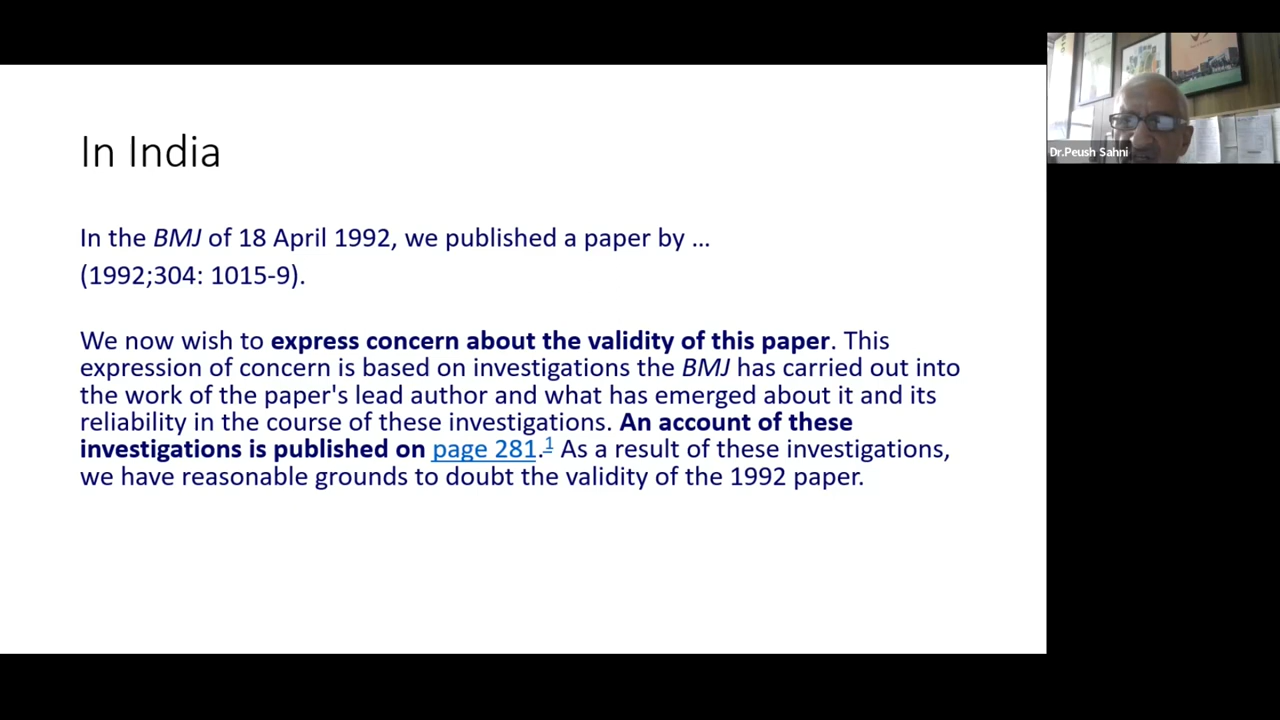 In India
In the BMJ of 18 April 1992, we published a paper by ...
(1992;304: 1015-9).
We now wish to express concern about the validity of this paper. This
expression of concern is based on investigations the BMJ has carried out into
the work of the paper's lead author and what has emerged about it and its
reliability in the course of these investigations. An account of these
investigations is published on page 281.1 As a result of these investigations,
we have reasonable grounds to doubt the validity of the 1992 paper.
Dr.Peush Sahni